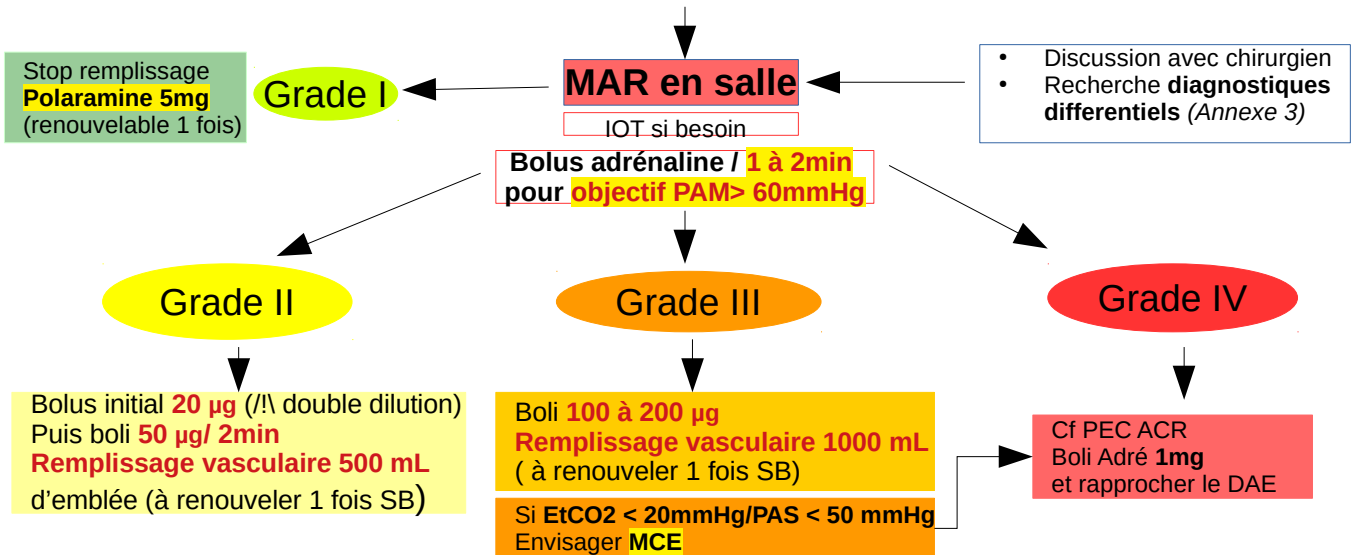 Stop remplissage
Polaramine 5mg
(renouvelable 1 fois)
Grade I
MAR en salle
IOT si besoin
Bolus adrénaline / 1 à 2min
pour objectif PAM> 60mmHg
• Discussion avec chirurgien
• Recherche diagnostiques
differentiels (Annexe 3)
Grade II
Grade III
Grade IV
Bolus initial 20 µg (/!\ double dilution)
Puis boli 50 µg/ 2min
Remplissage vasculaire 500 mL
d’emblée (à renouveler 1 fois SB)
Boli 100 à 200 µg
Remplissage vasculaire 1000 mL
( à renouveler 1 fois SB)
Si EtCO2 < 20mmHg/PAS < 50 mmHg
Envisager MCE
Cf PEC ACR
Boli Adré 1mg
et rapprocher le DAE